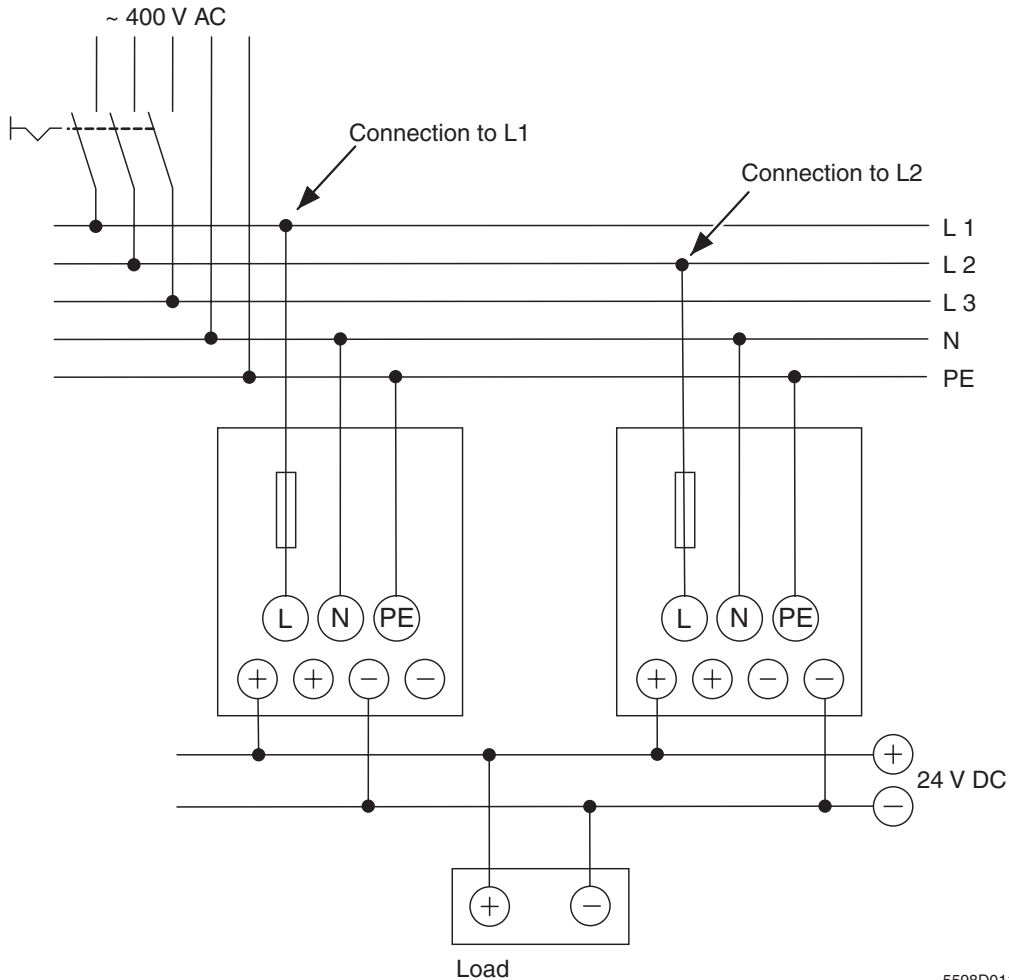 ~ 400 V AC
Connection to L1
Connection to L2
L 1
L 2
L 3
N
PE
L N PE
L N PE
+ + − −
+ + − −
+
24 V DC
−
+ −
Load